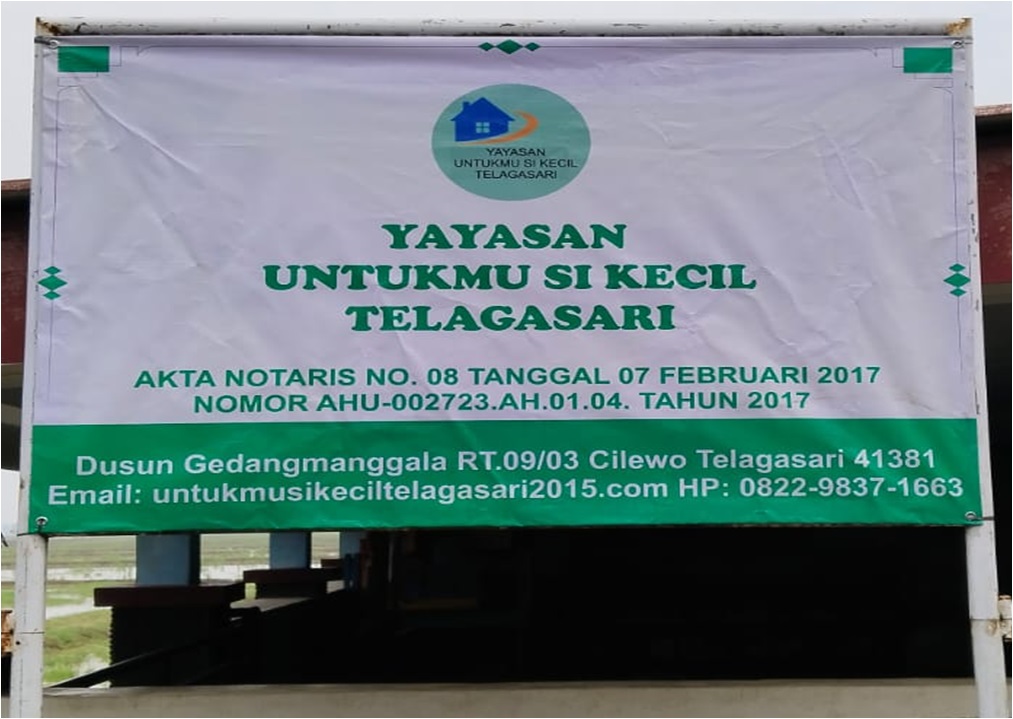 YAYASAN
UNTUKMU SI KECIL
TELAGASARI
YAYASAN
UNTUKMU SI KECIL
TELAGASARI
AKTA NOTARIS NO. 08 TANGGAL 07 FEBRUARI 2017
NOMOR AHU-002723.AH.01.04. TAHUN 2017
Dusun Gedangmanggala RT.09/03 Cilewo Telagasari 41381
Email: untukmusikeciltelagasari2015.com HP: 0822-9837-1663